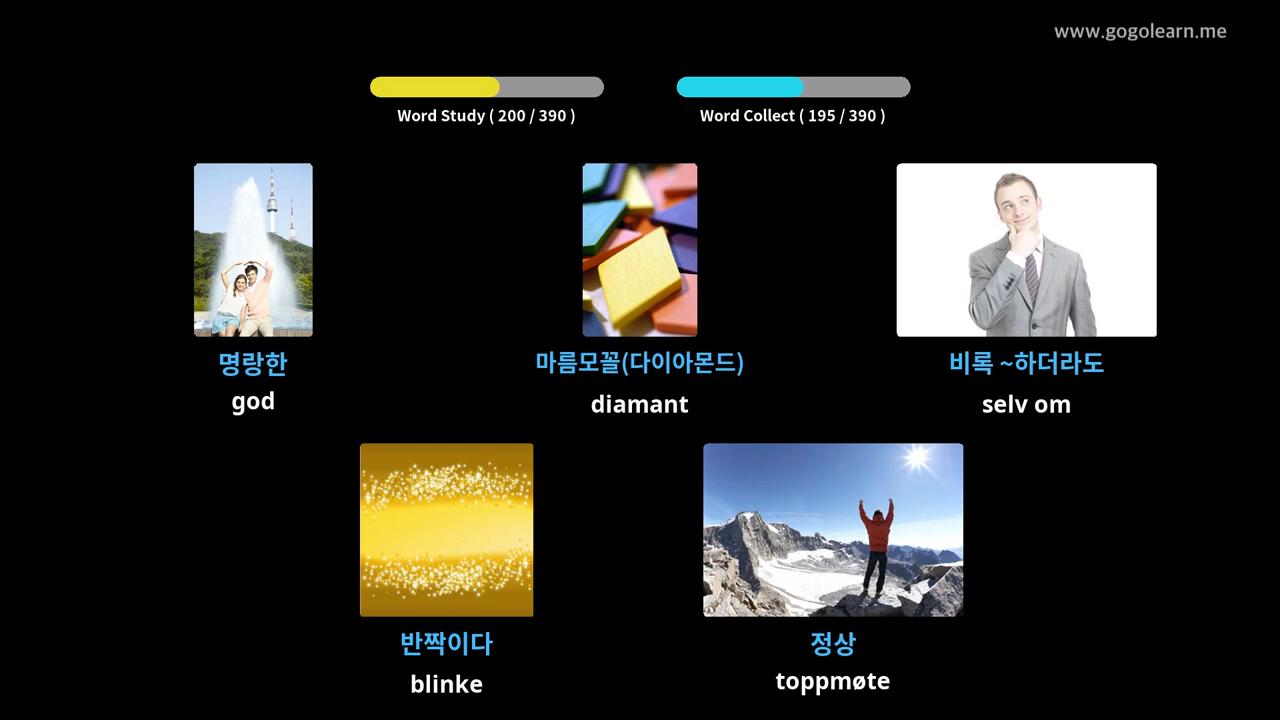 www.gogolearn.me
Word Study ( 200 / 390 )
Word Collect ( 195 / 390 )
명랑한
god
마름모꼴(다이아몬드)
diamant
비록 ~하더라도
selv om
반짝이다
blinke
정상
toppmøte